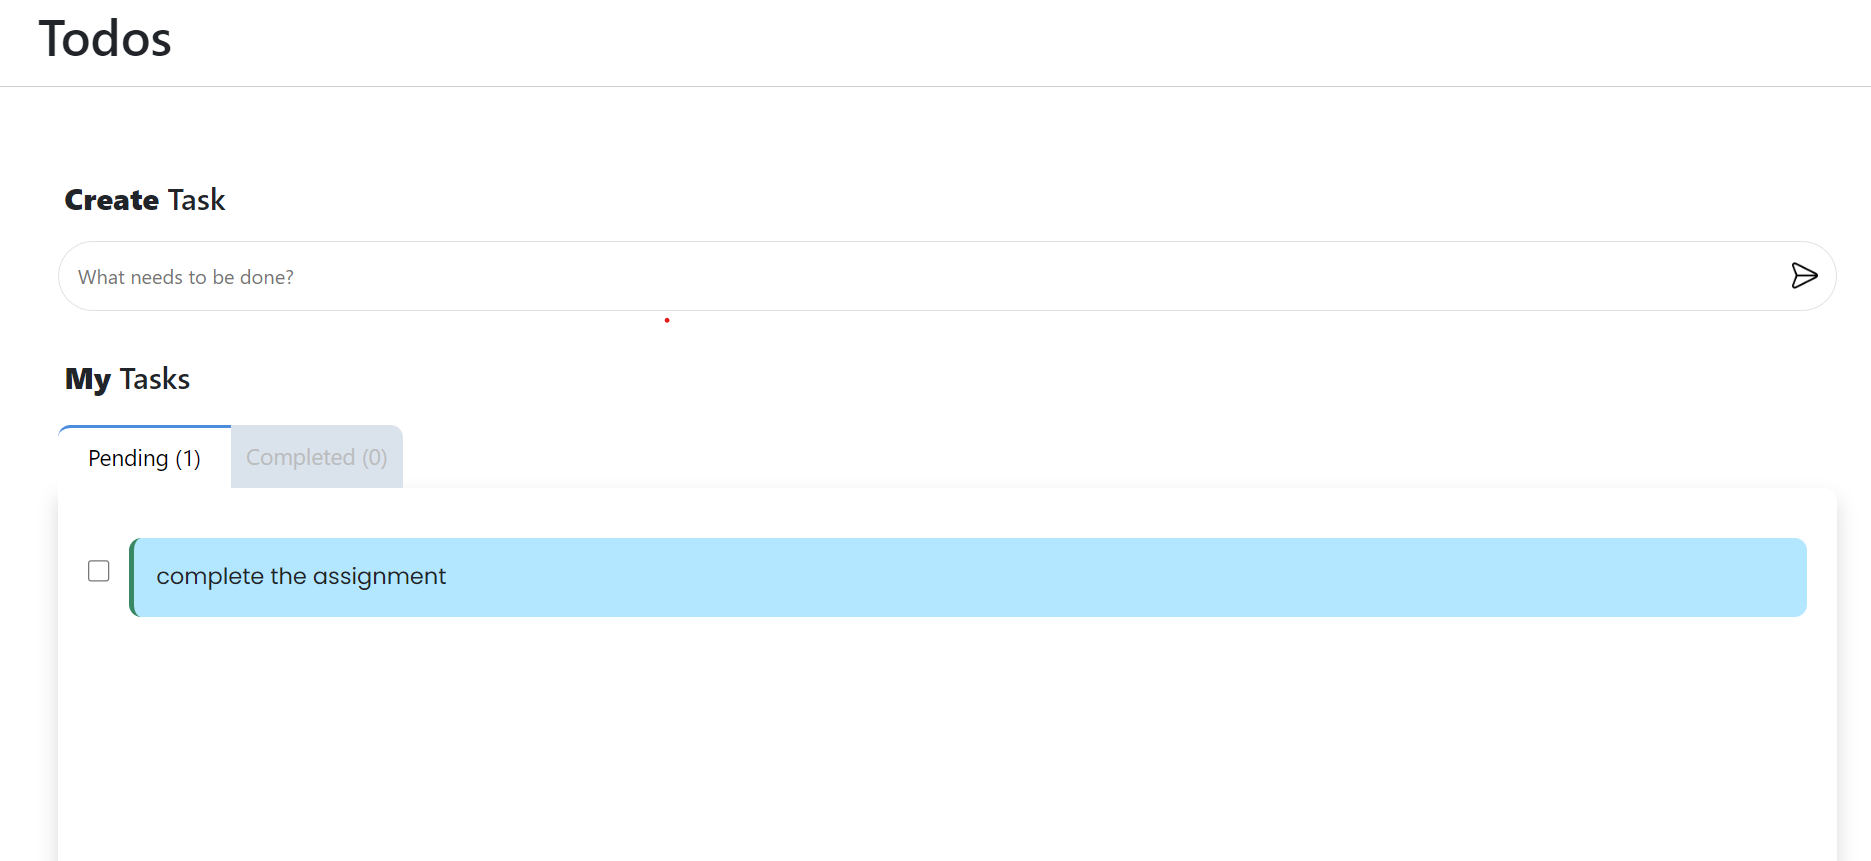 Todos
Create Task
What needs to be done?
My Tasks
Pending (1)
Completed (0)
complete the assignment